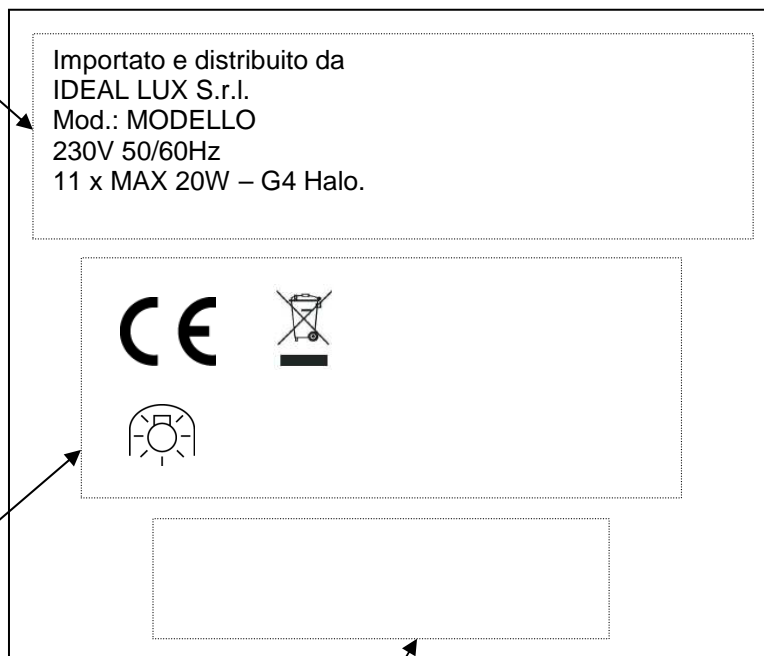 Importato e distribuito da
IDEAL LUX S.r.l.
Mod.: MODELLO
230V 50/60Hz
11 x MAX 20W – G4 Halo.
CE